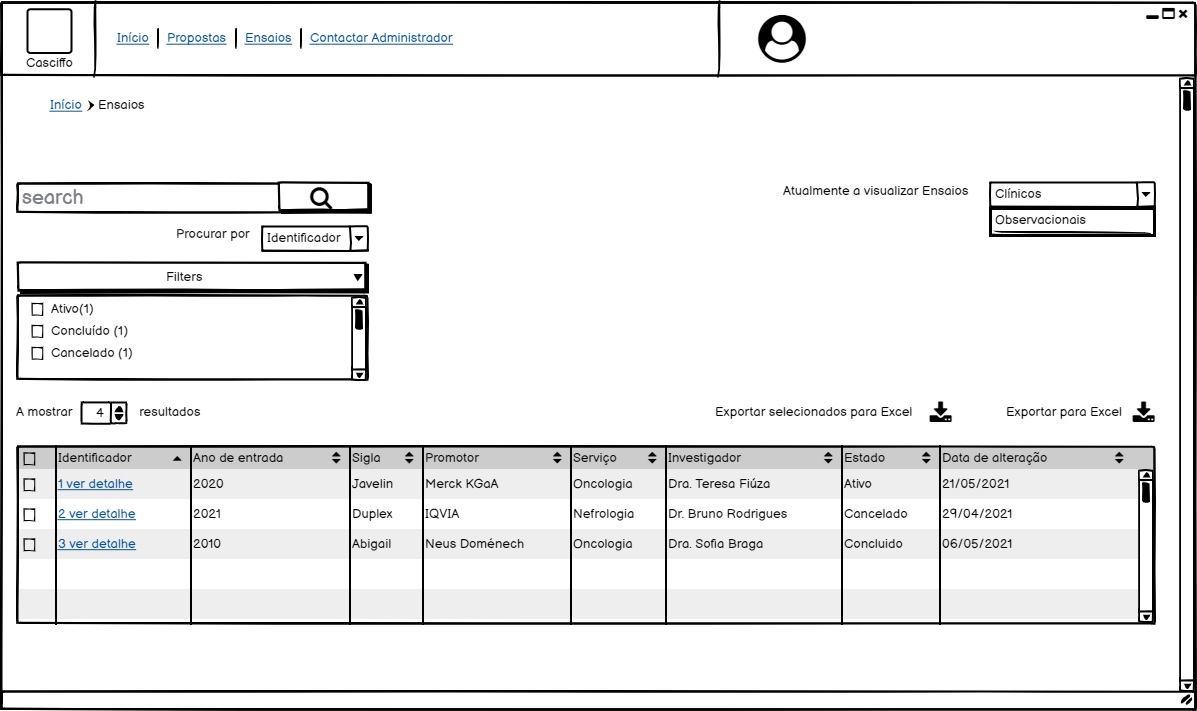 Casciffo
Início Propostas Ensaios Contactar Administrador
Início Ensaios
search
Atualmente a visualizar Ensaios Clínicos
Observacionais
Procurar por Identificador
Filters
Ativo(1)
Concluído (1)
Cancelado (1)
A mostrar 4 resultados Exportar selecionados para Excel Exportar para Excel
Identificador Ano de entrada Sigla Promotor Serviço Investigador Estado Data de alteração
1 ver detalhe 2020 Javelin Merck KGaA Oncologia Dra. Teresa Fiúza Ativo 21/05/2021
2 ver detalhe 2021 Duplex IQVIA Nefrologia Dr. Bruno Rodrigues Cancelado 29/04/2021
3 ver detalhe 2010 Abigail Neus Doménech Oncologia Dra. Sofia Braga Concluido 06/05/2021